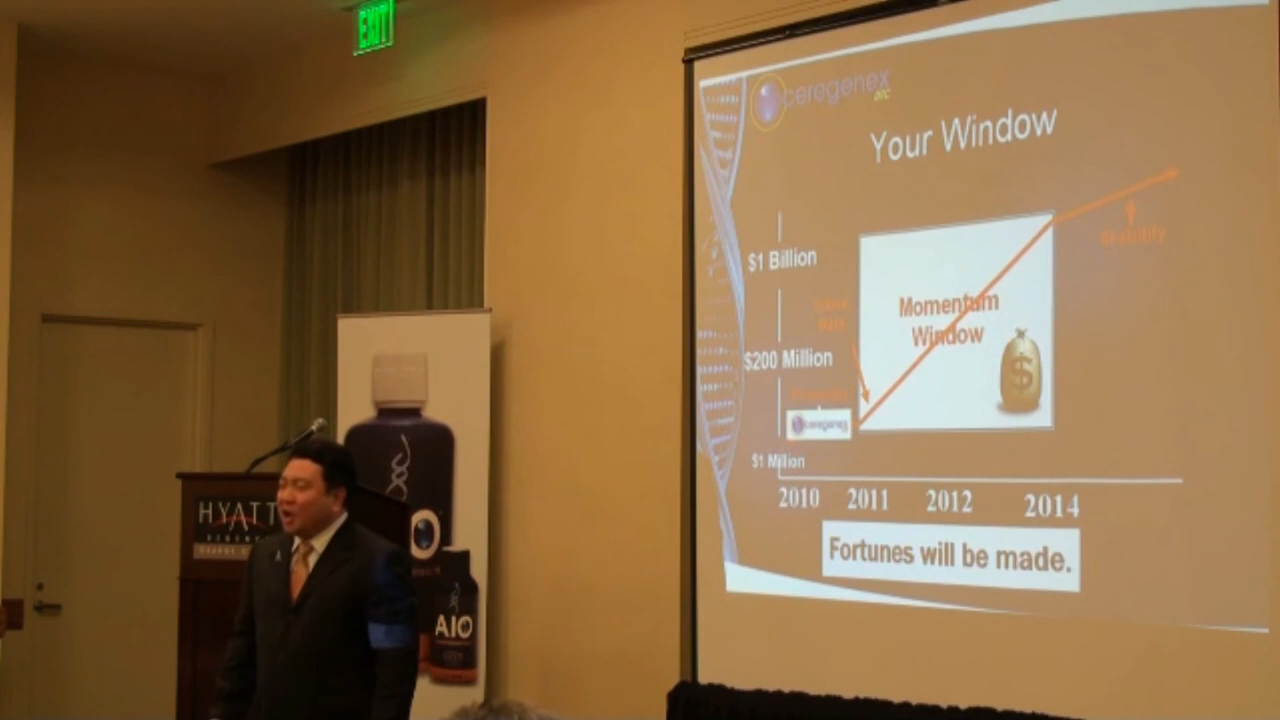 EXIT
ceregenex
Your Window
$1 Billion
Momentum
Window
$200 Million
$
ceregenex
$1 Million
2010 2011 2012 2014
Fortunes will be made.
HYATT
AIO